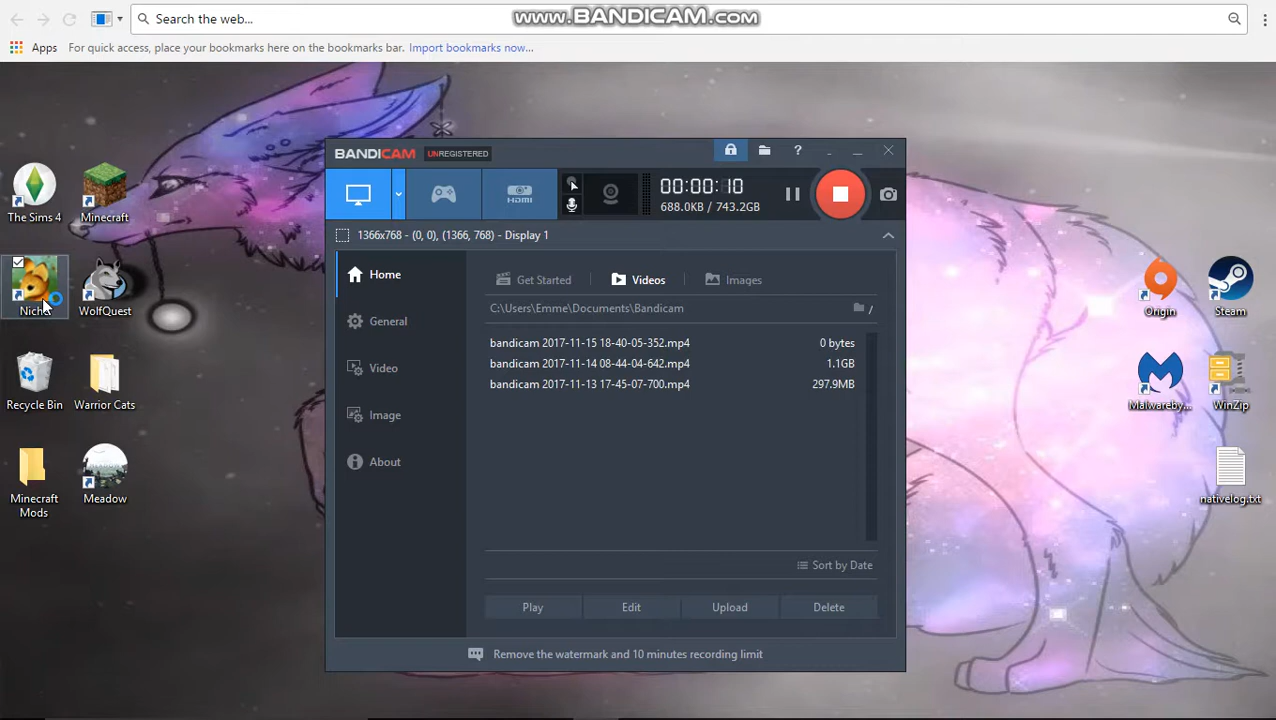 www.BANDICAM.com
Search the web...
Apps For quick access, place your bookmarks here on the bookmarks bar. Import bookmarks now...
BANDICAM UNREGISTERED
HDMI
00:00:10
688.0KB / 743.2GB
1366x768 - (0, 0), (1366, 768) - Display 1
Home
General
Video
Image
About
Get Started
Videos
Images
C:\Users\Emme\Documents\Bandicam
bandicam 2017-11-15 18-40-05-352.mp4 0 bytes
bandicam 2017-11-14 08-44-04-642.mp4 1.1GB
bandicam 2017-11-13 17-45-07-700.mp4 297.9MB
Sort by Date
Play Edit Upload Delete
Remove the watermark and 10 minutes recording limit
The Sims 4
Minecraft
WolfQuest
Recycle Bin
Warrior Cats
Minecraft
Mods
Meadow
Origin
Steam
Malwareby...
WinZip
nativelog.txt